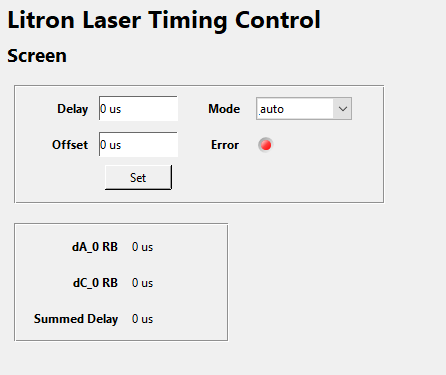 Litron Laser Timing Control
Screen
Delay 0 us Mode auto
Offset 0 us Error
Set
dA_0 RB 0 us
dC_0 RB 0 us
Summed Delay 0 us